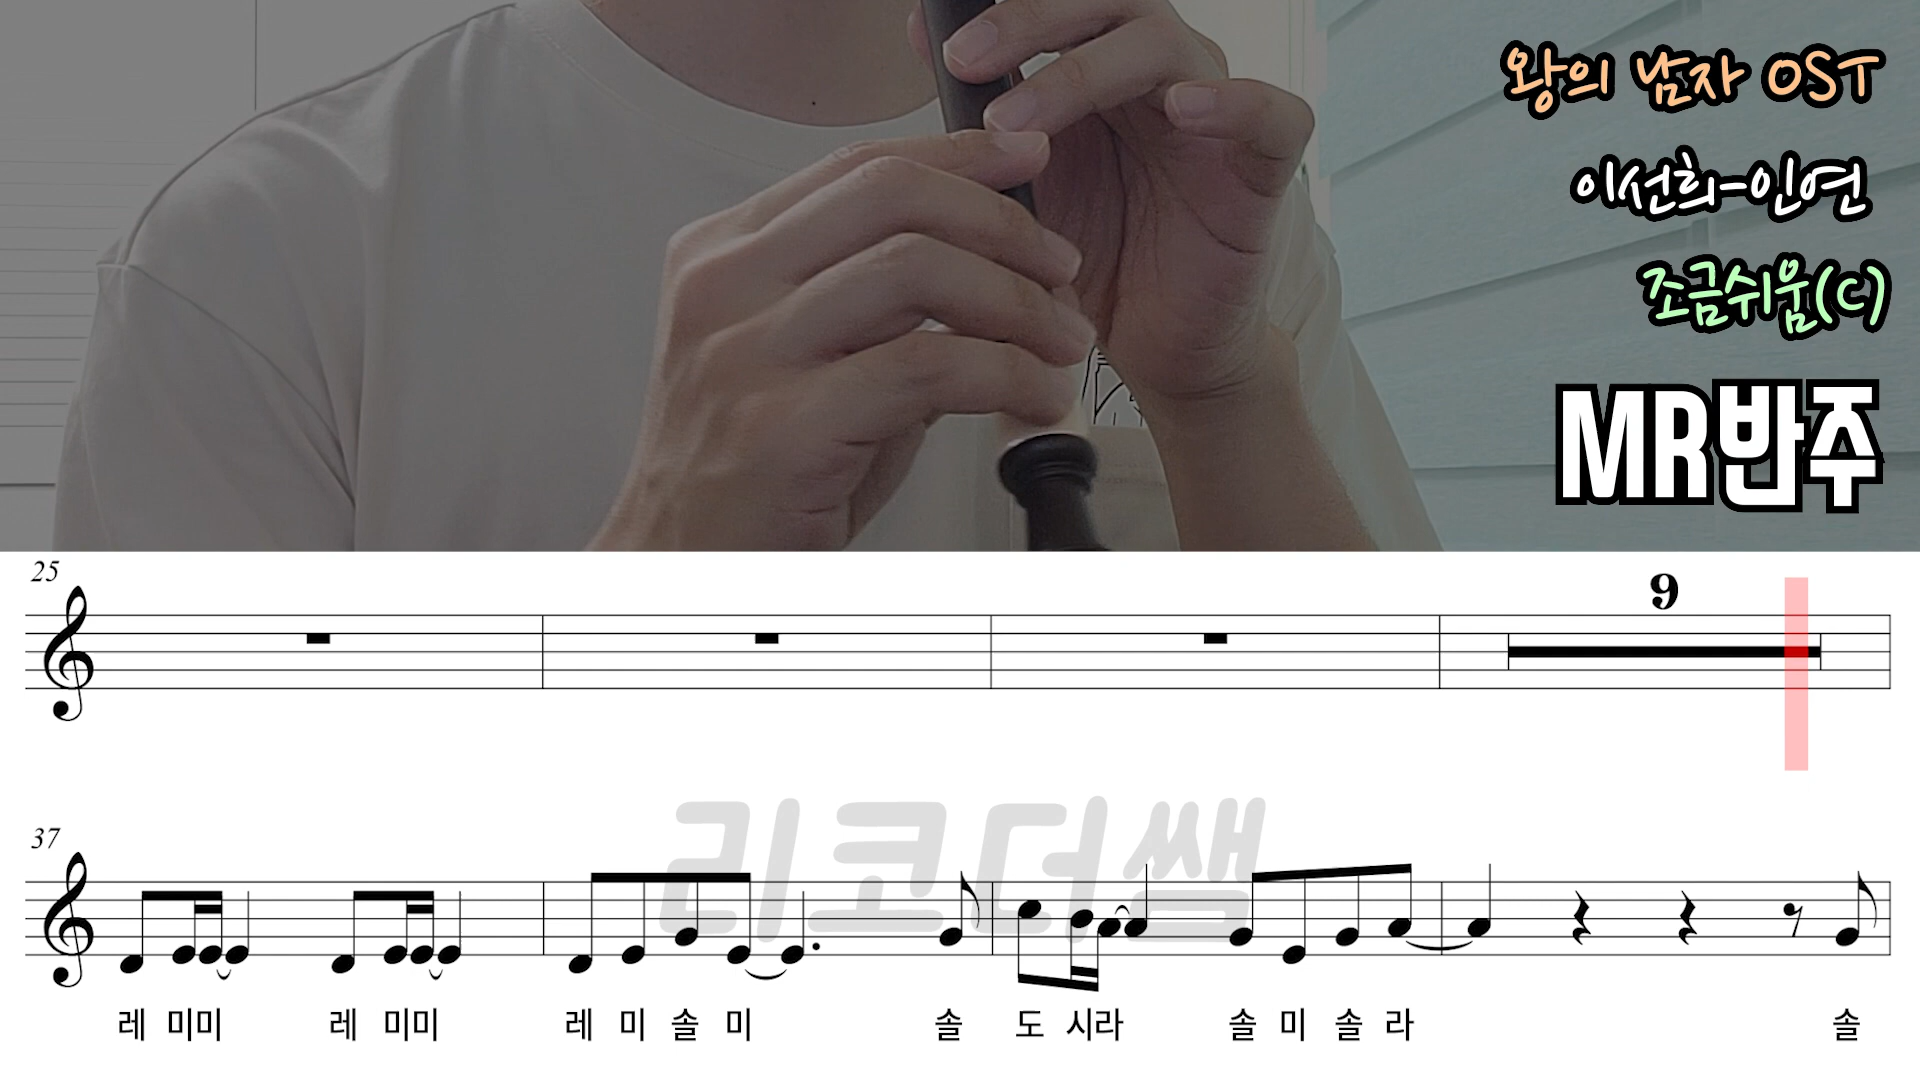 왕의 남자 OST
이선희-인연
조금쉬움(C)
MR반주
25
9
리코더쌤
37
레 미미 레 미미 레 미 솔 미 솔 도 시라 솔 미 솔 라 솔